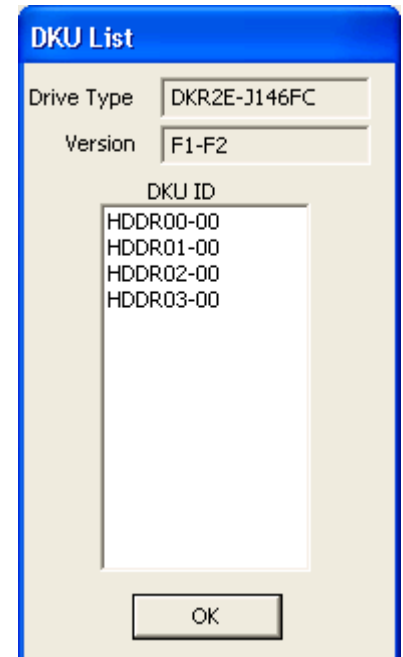 DKU List
Drive Type DKR2E-J146FC
Version F1-F2
DKU ID
HDDR00-00
HDDR01-00
HDDR02-00
HDDR03-00
OK